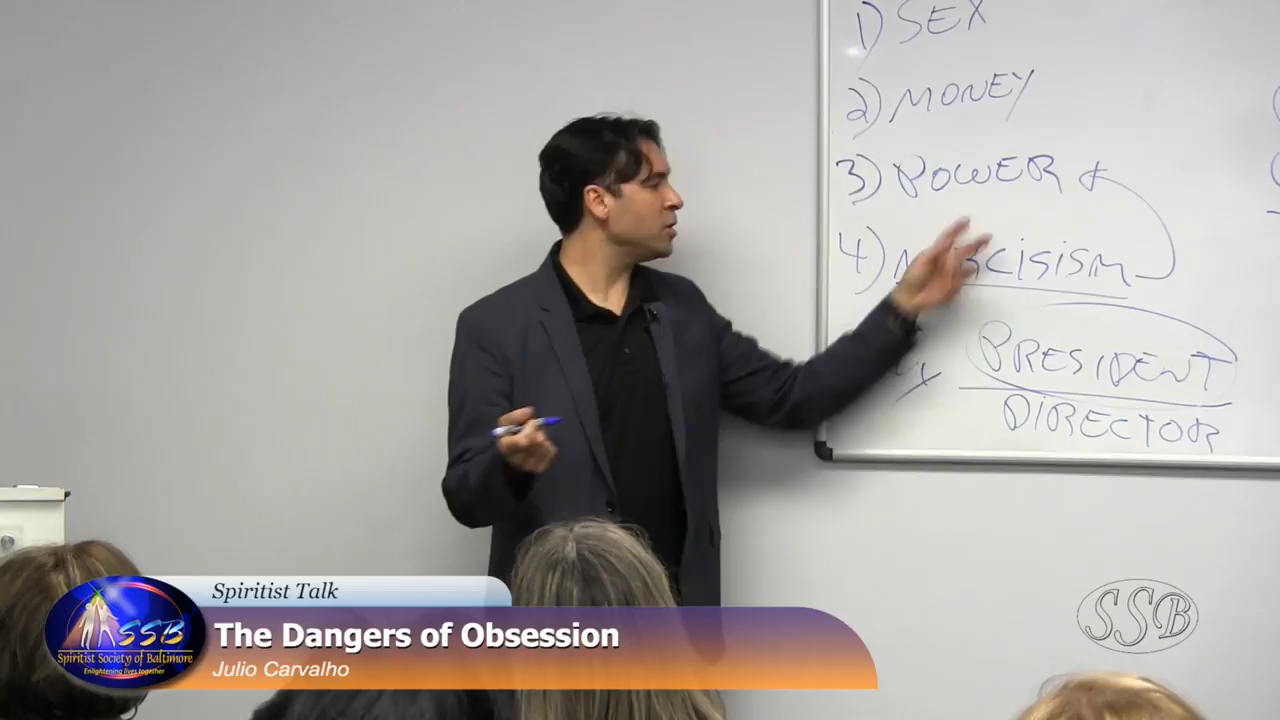 1) SEX
2) MONEY
3) POWER
4) N CISISM
PRESIDENT
DIRECTOR
Spiritist Talk
The Dangers of Obsession
Julio Carvalho
SSB
Spiritist Society of Baltimore
Enlightening lives together
SSB